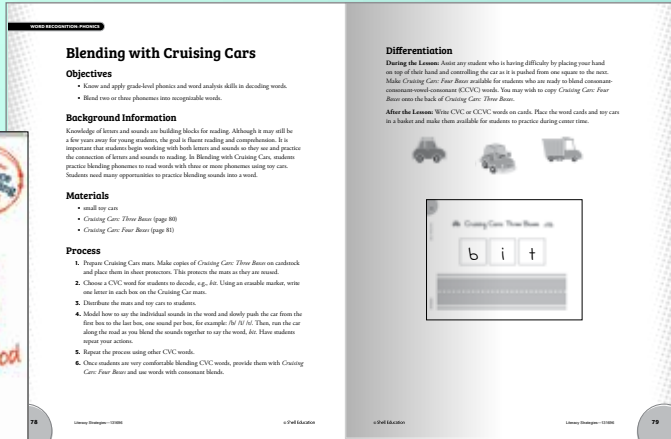 WORD RECOGNITION: PHONICS
Blending with Cruising Cars
Objectives
• Know and apply grade-level phonics and word analysis skills in decoding words.
• Blend two or three phonemes into recognizable words.
Background Information
Knowledge of letters and sounds are building blocks for reading. Although it may still be
a few years away for young students, the goal is fluent reading and comprehension. It is
important that students begin working with both letters and sounds so they see and practice
the connection of letters and sounds to reading. In Blending with Cruising Cars, students
practice blending phonemes to read words with three or more phonemes using toy cars.
Students need many opportunities to practice blending sounds into a word.
Materials
• small toy cars
• Cruising Cars: Three Boxes (page 80)
• Cruising Cars: Four Boxes (page 81)
Process
1. Prepare Cruising Cars mats. Make copies of Cruising Cars: Three Boxes on cardstock
and place them in sheet protectors. This protects the mats as they are reused.
2. Choose a CVC word for students to decode, e.g., bit. Using an erasable marker, write
one letter in each box on the Cruising Car mats.
3. Distribute the mats and toy cars to students.
4. Model how to say the individual sounds in the word and slowly push the car from the
first box to the last box, one sound per box, for example: /b/ /i/ /t/. Then, run the car
along the road as you blend the sounds together to say the word, bit. Have students
repeat your actions.
5. Repeat the process using other CVC words.
6. Once students are very comfortable blending CVC words, provide them with Cruising
Cars: Four Boxes and use words with consonant blends.
78
Literacy Strategies—131696
© Shell Education
Differentiation
During the Lesson: Assist any student who is having difficulty by placing your hand
on top of their hand and controlling the car as it is pushed from one square to the next.
Make Cruising Cars: Four Boxes available for students who are ready to blend consonant-
consonant-vowel-consonant (CCVC) words. You may wish to copy Cruising Cars: Four
Boxes onto the back of Cruising Cars: Three Boxes.
After the Lesson: Write CVC or CCVC words on cards. Place the word cards and toy cars
in a basket and make them available for students to practice during center time.
Cruising Cars: Three Boxes
b i t
© Shell Education
Literacy Strategies—131696
79